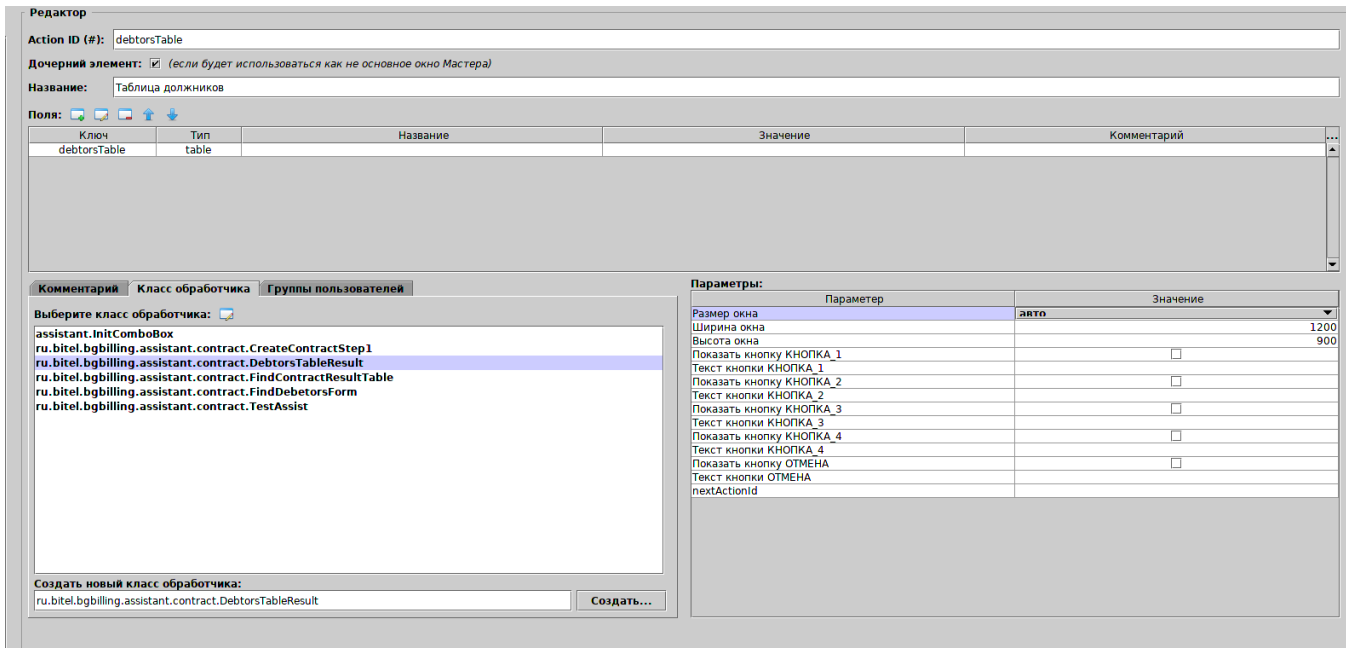 Редактор
Action ID (#): debtorsTable
Дочерний элемент: (если будет использоваться как не основное окно Мастера)
Название: Таблица должников
Поля:
Ключ Тип Название Значение Комментарий ...
debtorsTable table
Комментарий Класс обработчика Группы пользователей
Выберите класс обработчика:
assistant.InitComboBox
ru.bitel.bgbilling.assistant.contract.CreateContractStep1
ru.bitel.bgbilling.assistant.contract.DebtorsTableResult
ru.bitel.bgbilling.assistant.contract.FindContractResultTable
ru.bitel.bgbilling.assistant.contract.FindDebetorsForm
ru.bitel.bgbilling.assistant.contract.TestAssist
Создать новый класс обработчика:
ru.bitel.bgbilling.assistant.contract.DebtorsTableResult Создать...
Параметры:
Параметр Значение
Размер окна авто
Ширина окна 1200
Высота окна 900
Показать кнопку КНОПКА_1
Текст кнопки КНОПКА_1
Показать кнопку КНОПКА_2
Текст кнопки КНОПКА_2
Показать кнопку КНОПКА_3
Текст кнопки КНОПКА_3
Показать кнопку КНОПКА_4
Текст кнопки КНОПКА_4
Показать кнопку ОТМЕНА
Текст кнопки ОТМЕНА
nextActionId